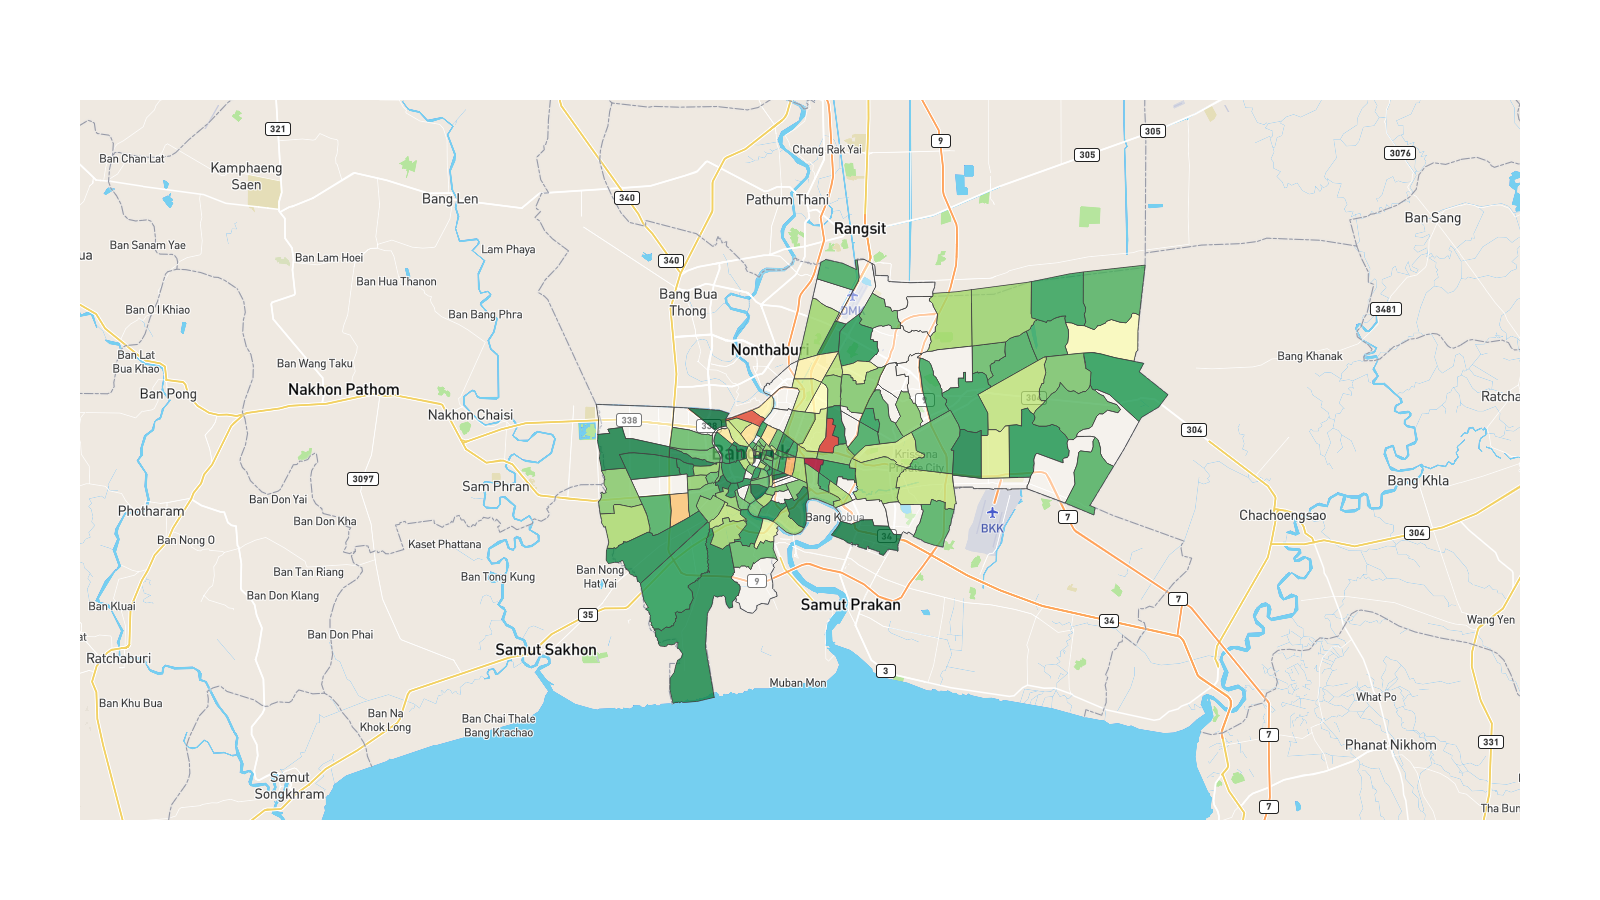 321
305
9
305
3076
Chang Rak Yai
Ban Chan Lat
Kamphaeng
Saen
Bang Len
340
Pathum Thani
Ban Sang
Rangsit
Ban Sanam Yae
Lam Phaya
ua
Ban Lam Hoei
340
Ban Hua Thanon
Bang Bua
Thong
DMK
Ban O'l Khiao
Ban Bang Phra
3481
Nonthaburi
Ban Lat
Bua Khao
Ban Wang Taku
Bang Khanak
Ban Pong
Nakhon Pathom
Ratcha
9
304
Nakhon Chaisi
338
338
304
Bangkok
Krisana
Private City
3097
Sam Phran
Bang Khla
Ban Don Yai
Photharam
Ban Don Kha
Bang Kobua
7
Chachoengsao
BKK
34
304
Ban Nong O
Kaset Phattana
Ban Tan Riang
Ban Tong Kung
Ban Nong
Hat Yai
9
Ban Don Klang
7
Ban Kluai
Samut Prakan
35
34
Wang Yen
at
Ban Don Phai
Ratchaburi
Samut Sakhon
3
Muban Mon
What Po
Ban Khu Bua
Ban Na
Khok Long
Ban Chai Thale
Bang Krachao
7
Phanat Nikhom
331
Samut
Songkhram
7
Tha Bun